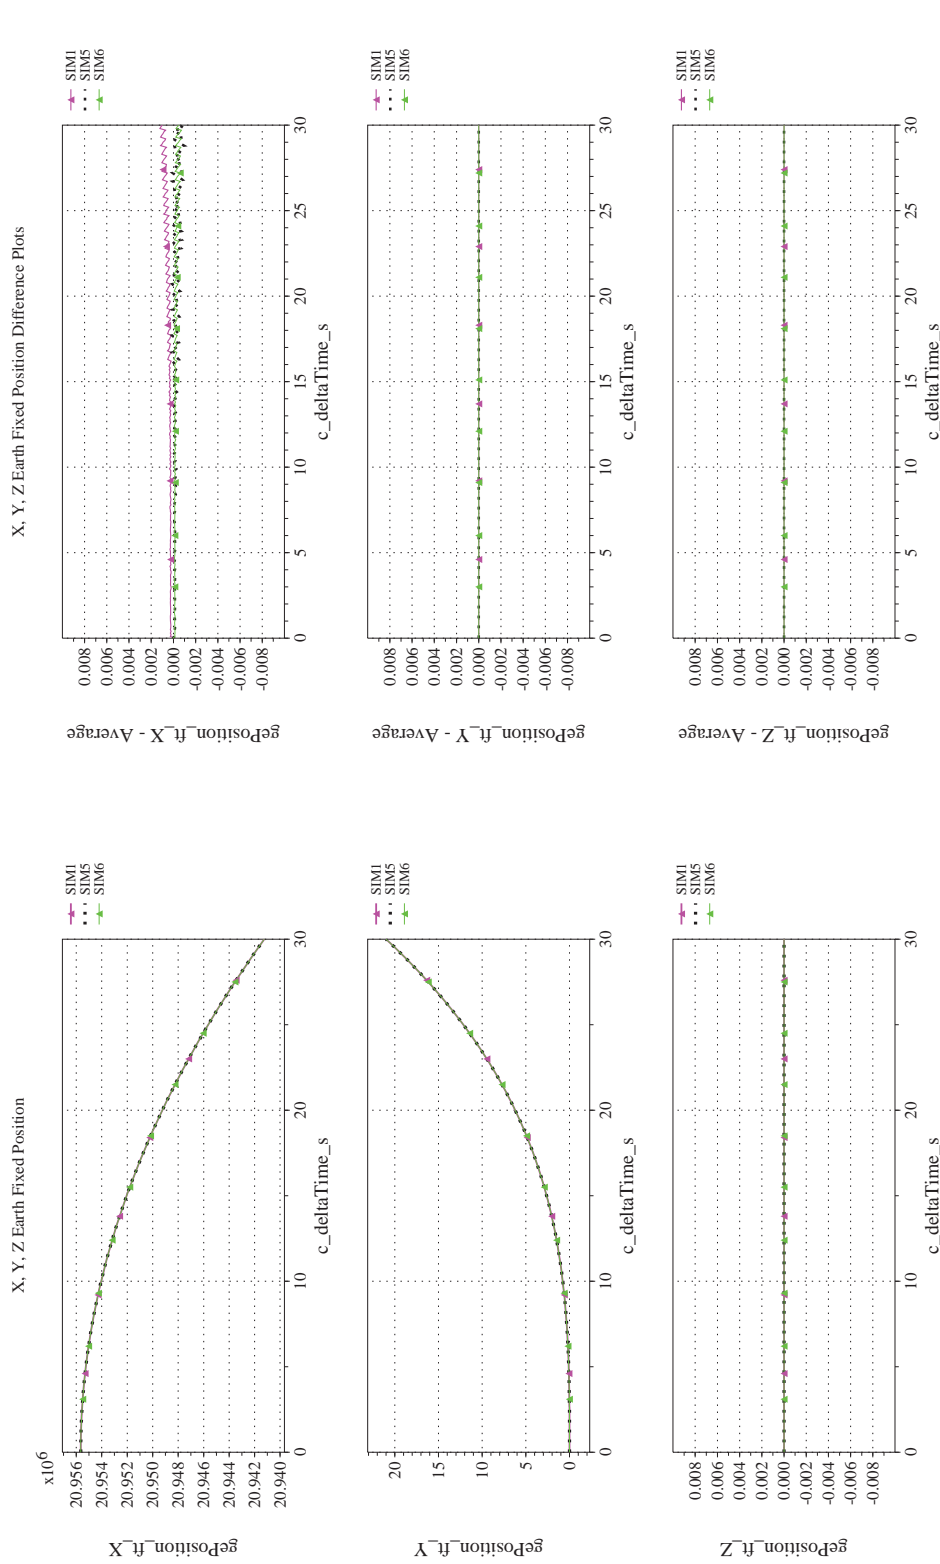 X, Y, Z Earth Fixed Position
x10^6
20.956
20.954
20.952
20.950
20.948
20.946
20.944
20.942
20.940
gePosition_ft_X
0
10
20
30
c_deltaTime_s
SIM1
SIM5
SIM6
20
15
10
5
0
gePosition_ft_Y
0
10
20
30
c_deltaTime_s
SIM1
SIM5
SIM6
0.008
0.006
0.004
0.002
0.000
-0.002
-0.004
-0.006
-0.008
gePosition_ft_Z
0
10
20
30
c_deltaTime_s
SIM1
SIM5
SIM6
X, Y, Z Earth Fixed Position Difference Plots
0.008
0.006
0.004
0.002
0.000
-0.002
-0.004
-0.006
-0.008
gePosition_ft_X - Average
0
5
10
15
20
25
30
c_deltaTime_s
SIM1
SIM5
SIM6
0.008
0.006
0.004
0.002
0.000
-0.002
-0.004
-0.006
-0.008
gePosition_ft_Y - Average
0
5
10
15
20
25
30
c_deltaTime_s
SIM1
SIM5
SIM6
0.008
0.006
0.004
0.002
0.000
-0.002
-0.004
-0.006
-0.008
gePosition_ft_Z - Average
0
5
10
15
20
25
30
c_deltaTime_s
SIM1
SIM5
SIM6